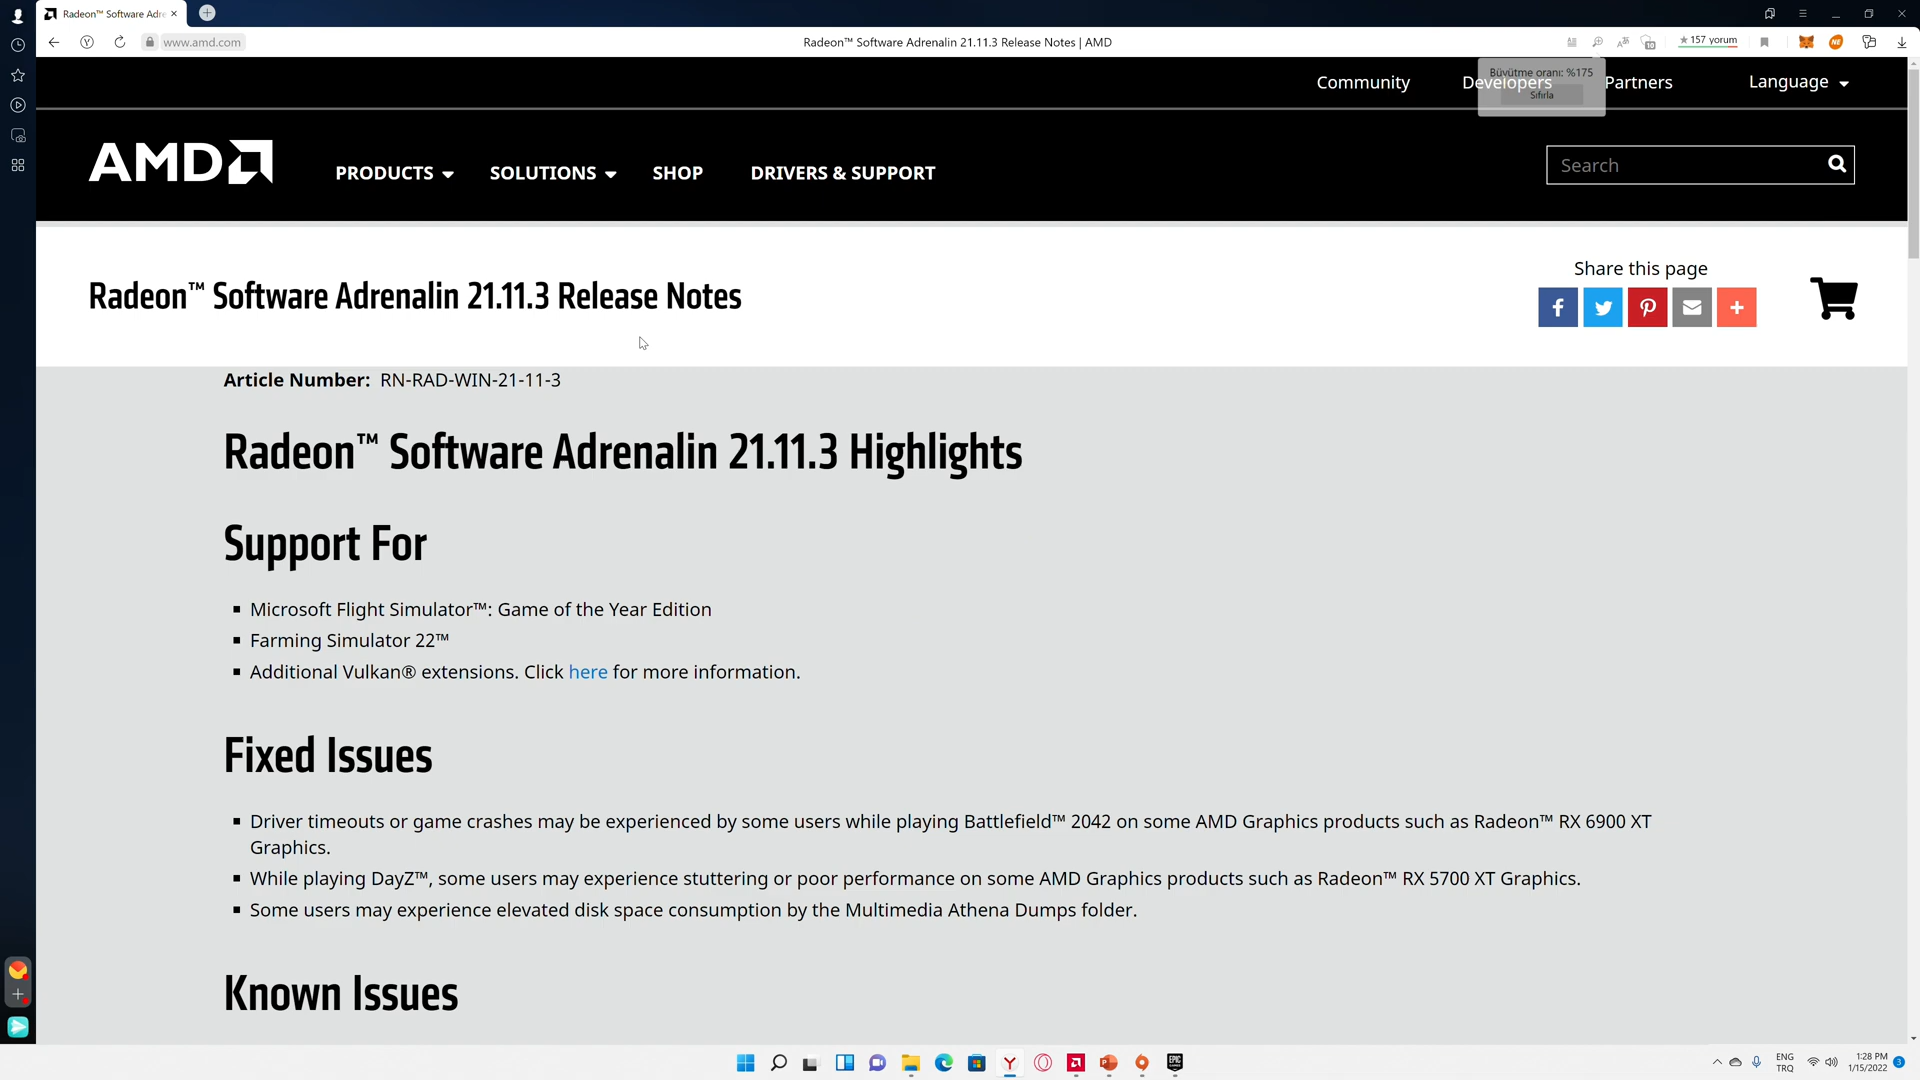 Radeon™ Software Adre
www.amd.com
Radeon™ Software Adrenalin 21.11.3 Release Notes | AMD
157 yorum
10
NE
Büyütme oranı: %175
Sıfırla
Community
Developers
Partners
Language
AMD
PRODUCTS
SOLUTIONS
SHOP
DRIVERS & SUPPORT
Search
Radeon™ Software Adrenalin 21.11.3 Release Notes
Share this page
Article Number: RN-RAD-WIN-21-11-3
Radeon™ Software Adrenalin 21.11.3 Highlights
Support For
Microsoft Flight Simulator™: Game of the Year Edition
Farming Simulator 22™
Additional Vulkan® extensions. Click here for more information.
Fixed Issues
Driver timeouts or game crashes may be experienced by some users while playing Battlefield™ 2042 on some AMD Graphics products such as Radeon™ RX 6900 XT
Graphics.
While playing DayZ™, some users may experience stuttering or poor performance on some AMD Graphics products such as Radeon™ RX 5700 XT Graphics.
Some users may experience elevated disk space consumption by the Multimedia Athena Dumps folder.
Known Issues
EPIC
ENG
TRQ
1:28 PM
1/15/2022
3